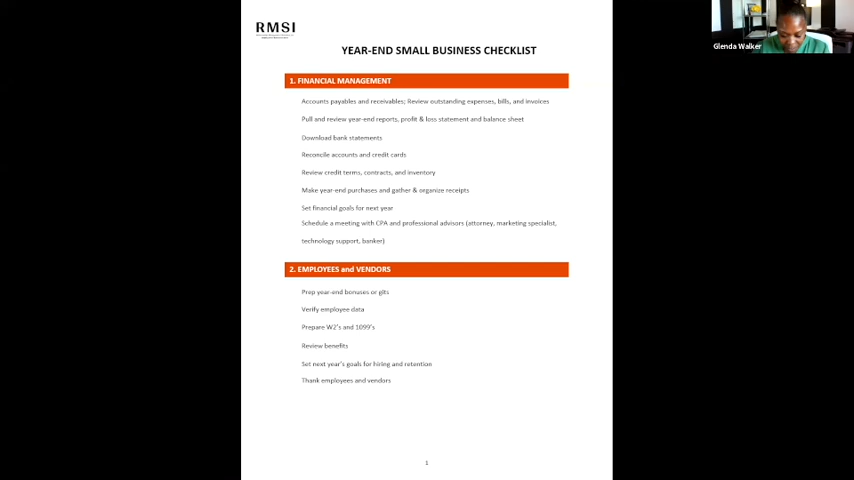 RMSI
YEAR-END SMALL BUSINESS CHECKLIST
Glenda Walker
1. FINANCIAL MANAGEMENT
Accounts payables and receivables; Review outstanding expenses, bills, and invoices
Pull and review year-end reports, profit & loss statement and balance sheet
Download bank statements
Reconcile accounts and credit cards
Review credit terms, contracts, and inventory
Make year-end purchases and gather & organize receipts
Set financial goals for next year
Schedule a meeting with CPA and professional advisors (attorney, marketing specialist,
technology support, banker)
2. EMPLOYEES and VENDORS
Prep year-end bonuses or gits
Verify employee data
Prepare W2's and 1099's
Review benefits
Set next year's goals for hiring and retention
Thank employees and vendors
1